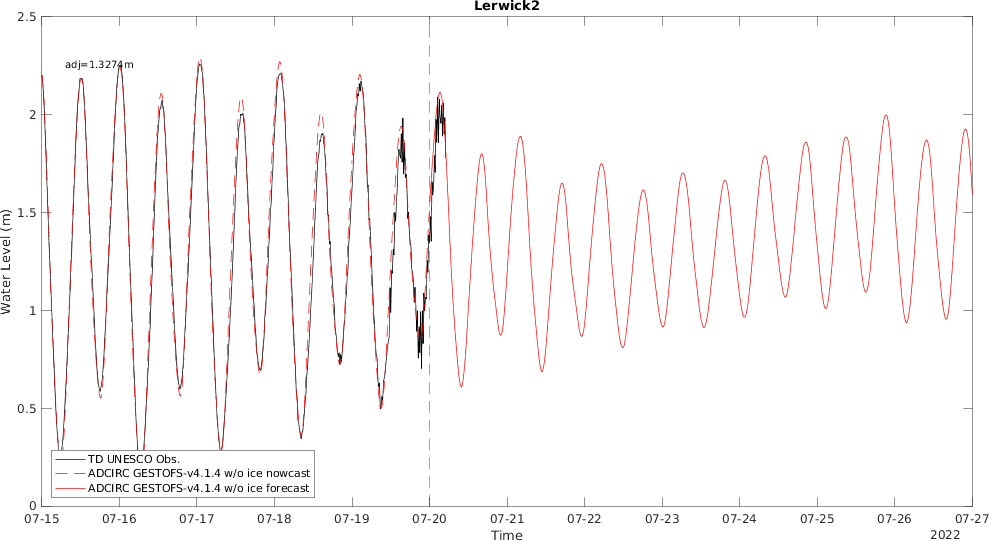 Lerwick2
adj=1.3274m
Water Level (m)
2.5
2
1.5
1
0.5
0
TD UNESCO Obs.
ADCIRC GESTOFS-v4.1.4 w/o ice nowcast
ADCIRC GESTOFS-v4.1.4 w/o ice forecast
07-15 07-16 07-17 07-18 07-19 07-20 07-21 07-22 07-23 07-24 07-25 07-26 07-27
Time
2022